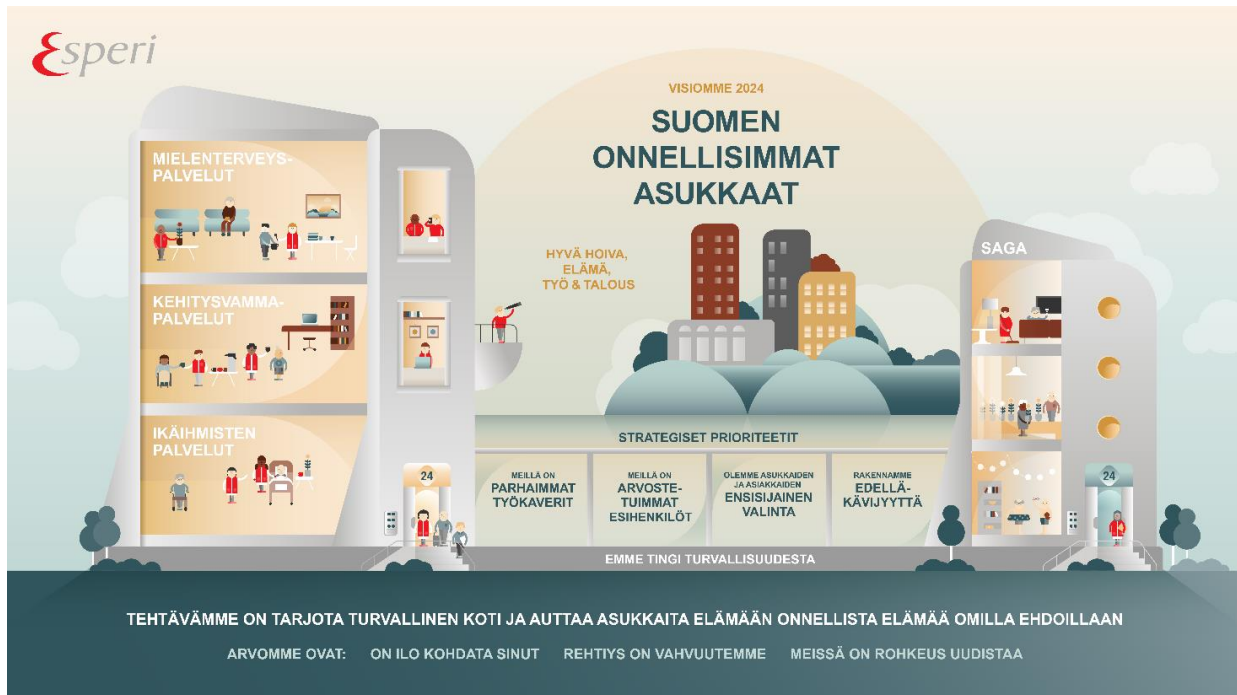 Esperi
VISIOMME 2024
SUOMEN
ONNELLISIMMAT
ASUKKAAT
HYVÄ HOIVA,
ELÄMÄ,
TYÖ & TALOUS
MIELENTERVEYS-
PALVELUT
KEHITYSVAMMA-
PALVELUT
IKÄIHMISTEN
PALVELUT
24
SAGA
24
STRATEGISET PRIORITEETIT
MEILLÄ ON
PARHAIMMAT
TYÖKAVERIT
MEILLÄ ON
ARVOSTE-
TUIMMAT
ESIHENKILÖT
OLEMME ASUKKAIDEN
JA ASIAKKAIDEN
ENSISIJAINEN
VALINTA
RAKENNAMME
EDELLÄ-
KÄVIJYYTTÄ
EMME TINGI TURVALLISUUDESTA
TEHTÄVÄMME ON TARJOTA TURVALLINEN KOTI JA AUTTAA ASUKKAITA ELÄMÄÄN ONNELLISTA ELÄMÄÄ OMILLA EHDOILLAAN
ARVOMME OVAT: ON ILO KOHDATA SINUT REHTIYS ON VAHVUUTEMME MEISSÄ ON ROHKEUS UUDISTAA